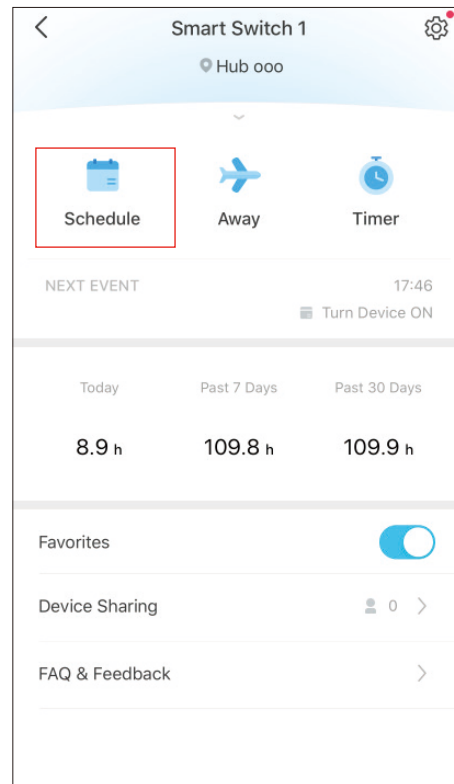 Smart Switch 1
Hub ooo
Schedule Away Timer
NEXT EVENT 17:46
Turn Device ON
Today Past 7 Days Past 30 Days
8.9 h 109.8 h 109.9 h
Favorites
Device Sharing 0
FAQ & Feedback